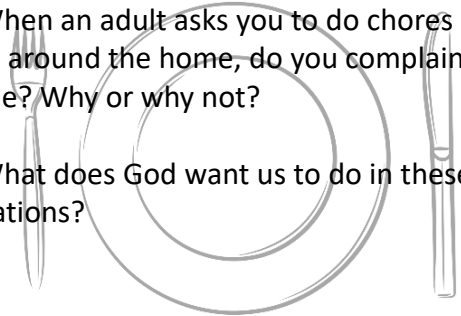 When an adult asks you to do chores
around the home, do you complain
e? Why or why not?
What does God want us to do in these
ations?